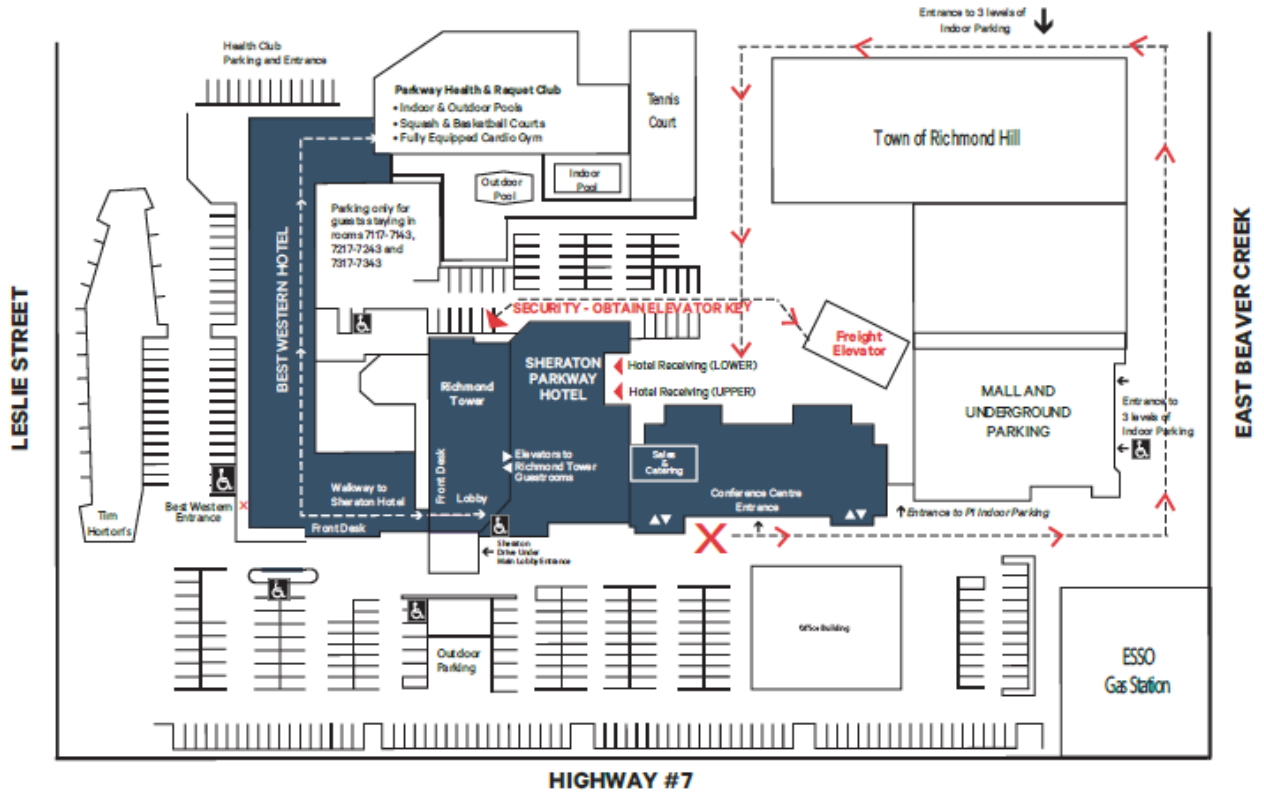 Entrance to 3 levels of
Indoor Parking
Health Club
Parking and Entrance
Parkway Health & Raquet Club
• Indoor & Outdoor Pools
• Squash & Basketball Courts
• Fully Equipped Cardio Gym
Tennis
Court
Town of Richmond Hill
Outdoor
Pool
Indoor
Pool
Parking only for
guests staying in
rooms 7117-7143,
7217-7243 and
7317-7343
BEST WESTERN HOTEL
LESLIE STREET
EAST BEAVER CREEK
SECURITY - OBTAIN ELEVATOR KEY
Freight
Elevator
SHERATON
PARKWAY
HOTEL
Hotel Receiving (LOWER)
Hotel Receiving (UPPER)
Richmond
Tower
MALL AND
UNDERGROUND
PARKING
Entrance to
3 levels of
Indoor Parking
Elevators to
Richmond Tower
Guestrooms
Sales
&
Catering
Front Desk
Lobby
Walkway to
Sheraton Hotel
Conference Centre
Entrance
Best Western
Entrance
X
Front Desk
Entrance to P1 Indoor Parking
X
Tim
Horton's
Sheraton
Drive Under
Main Lobby Entrance
Office Building
Outdoor
Parking
ESSO
Gas Station
HIGHWAY #7